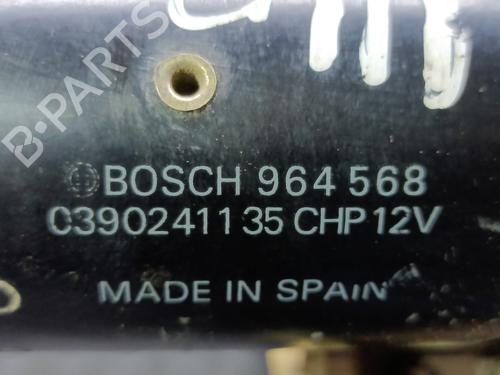 B-PARTS
BOSCH 964 568
0390241135 CHP 12V
MADE IN SPAIN